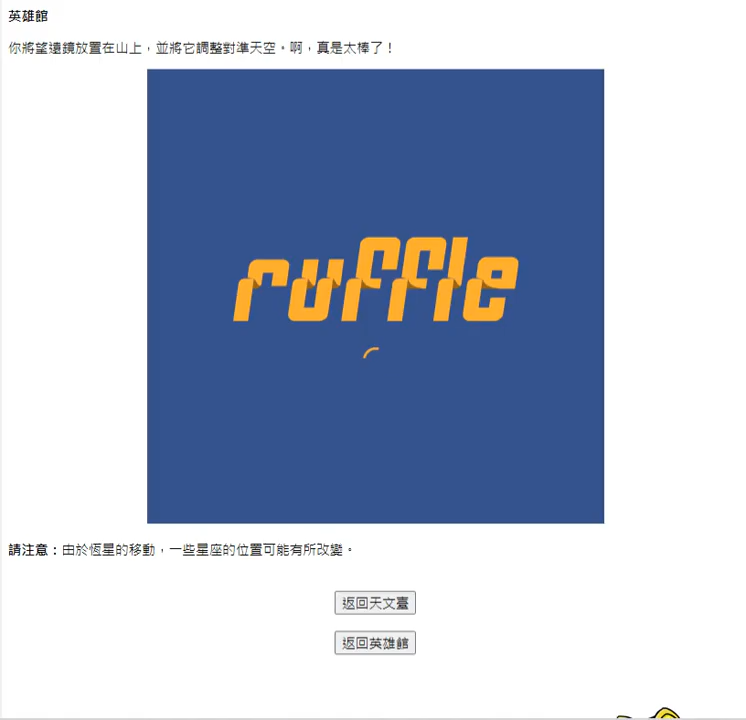 英雄館
你將望遠鏡放置在山上，並將它調整對準天空。啊，真是太棒了！
ruffle
請注意：由於恆星的移動，一些星座的位置可能有所改變。
返回天文臺
返回英雄館